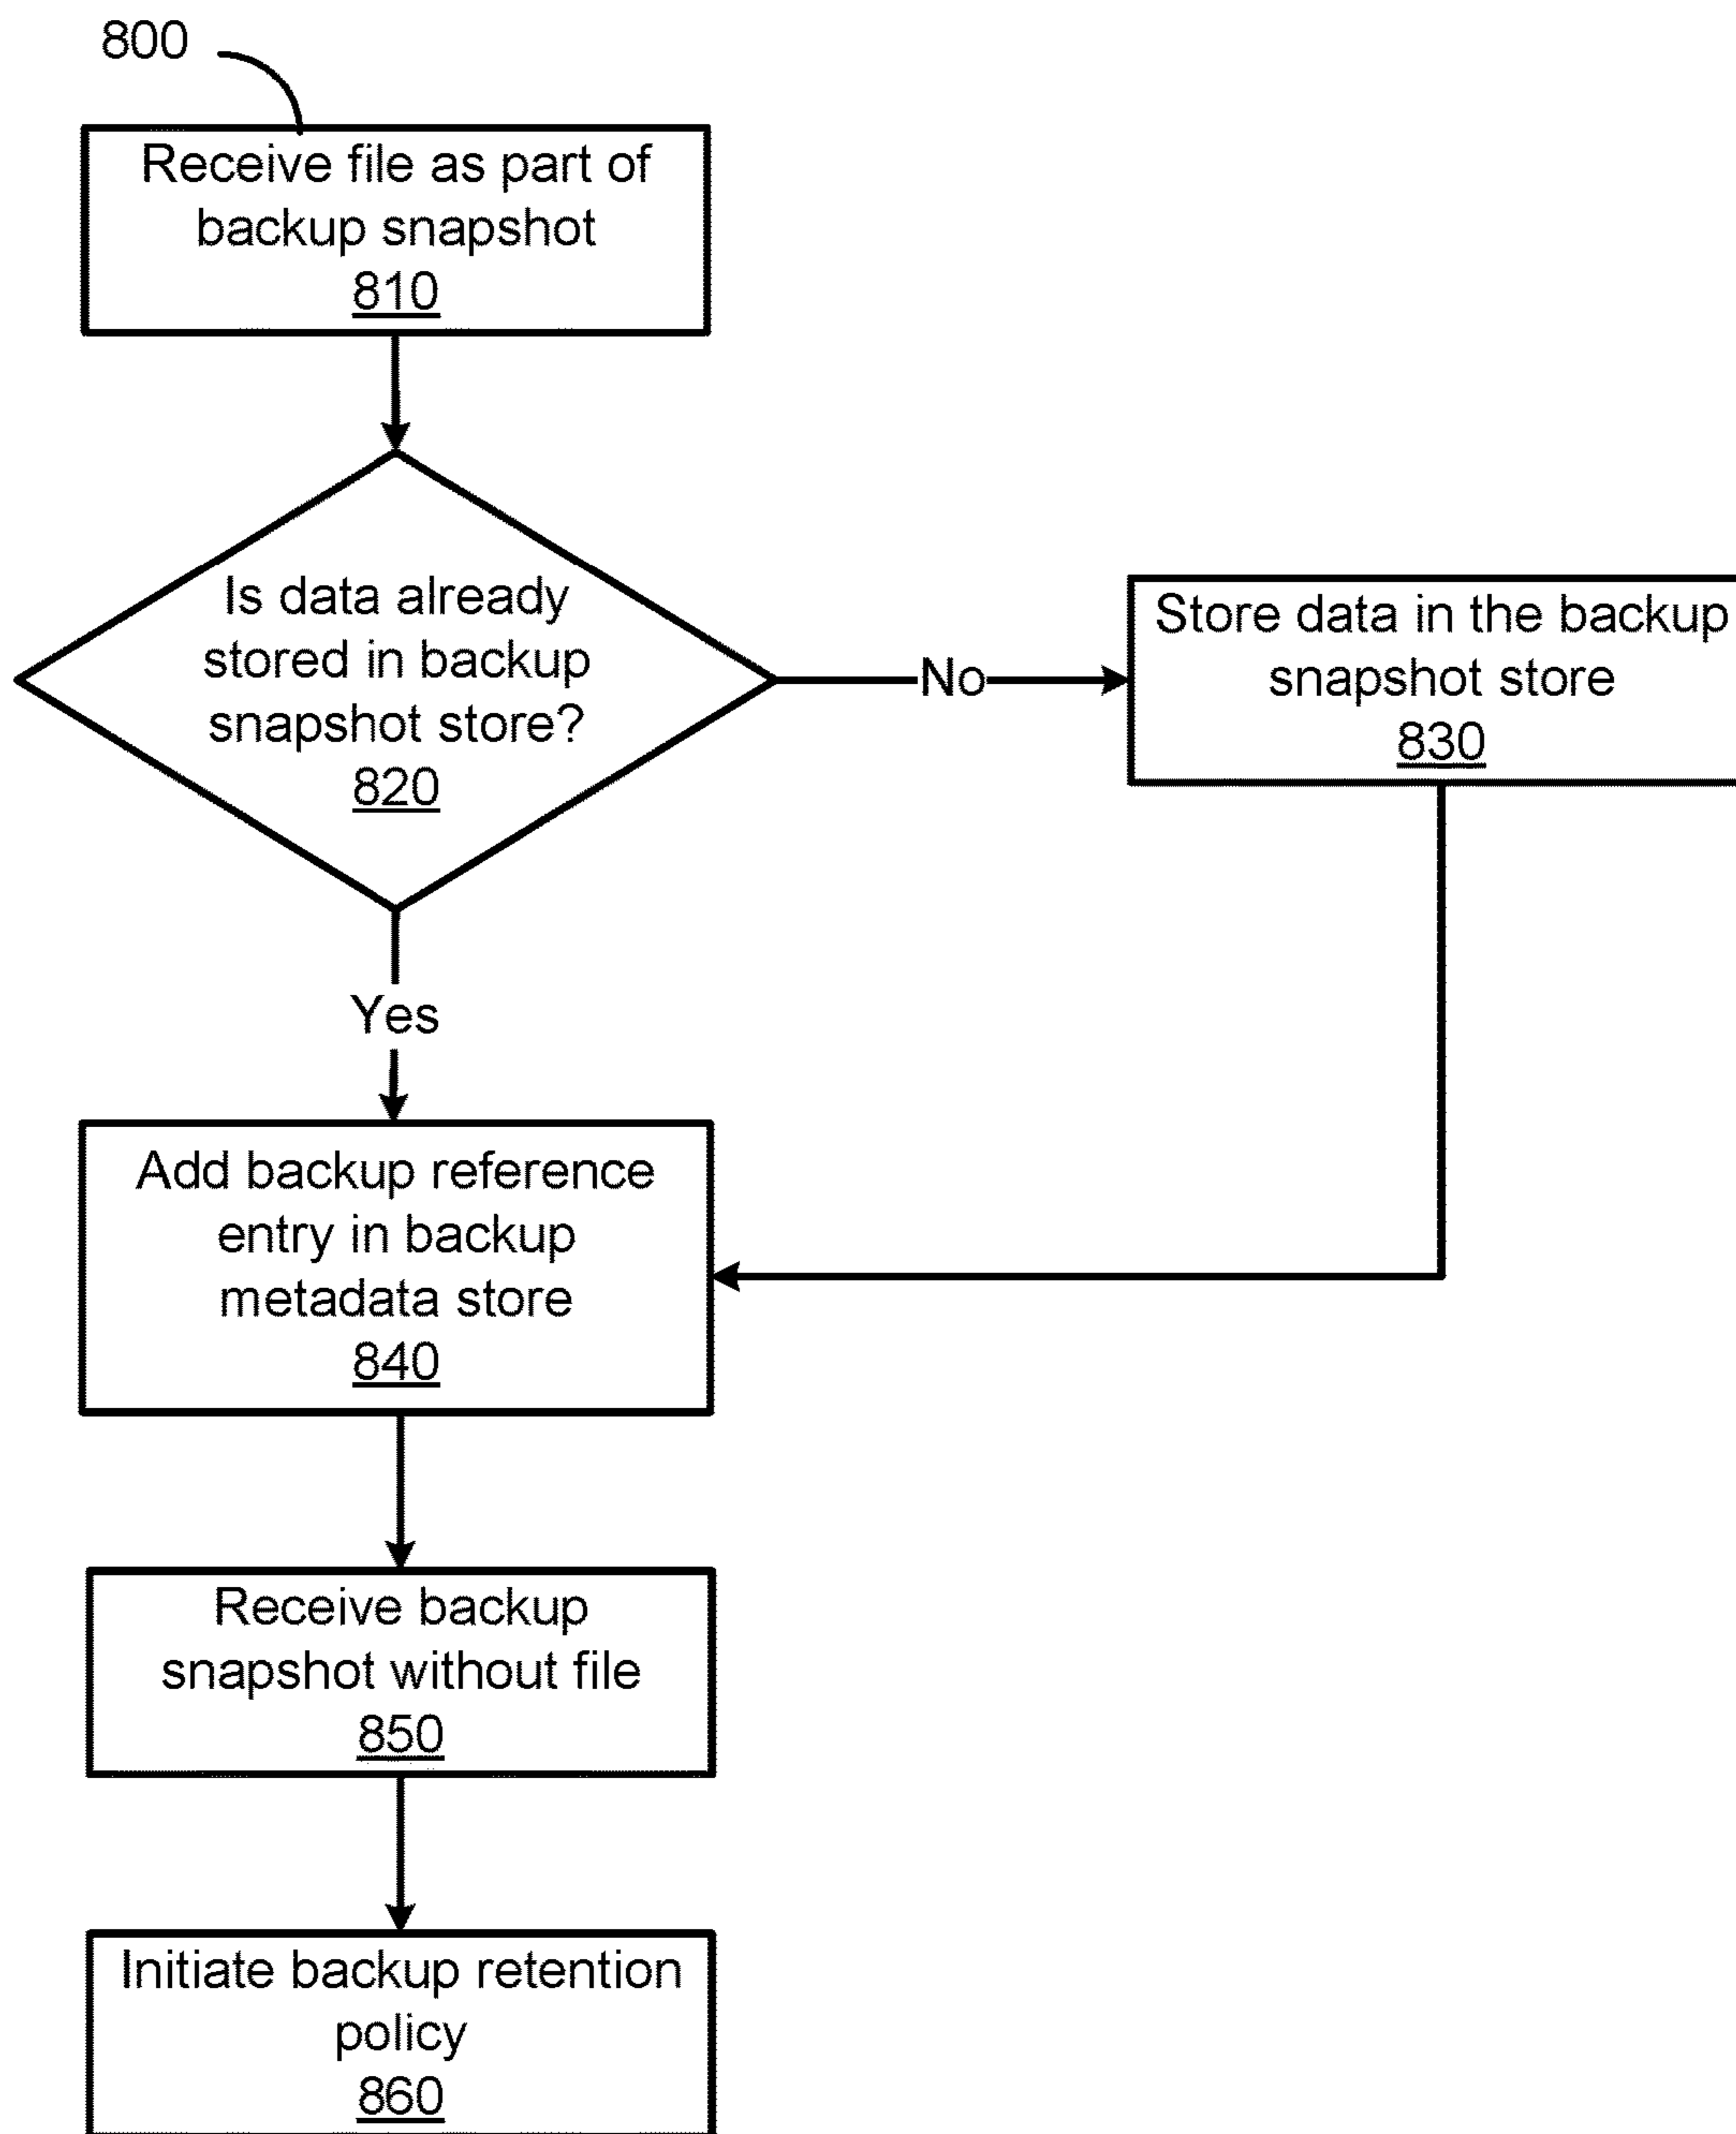 800
Receive file as part of
backup snapshot
810
Is data already
stored in backup
snapshot store?
820
No
Store data in the backup
snapshot store
830
Yes
Add backup reference
entry in backup
metadata store
840
Receive backup
snapshot without file
850
Initiate backup retention
policy
860